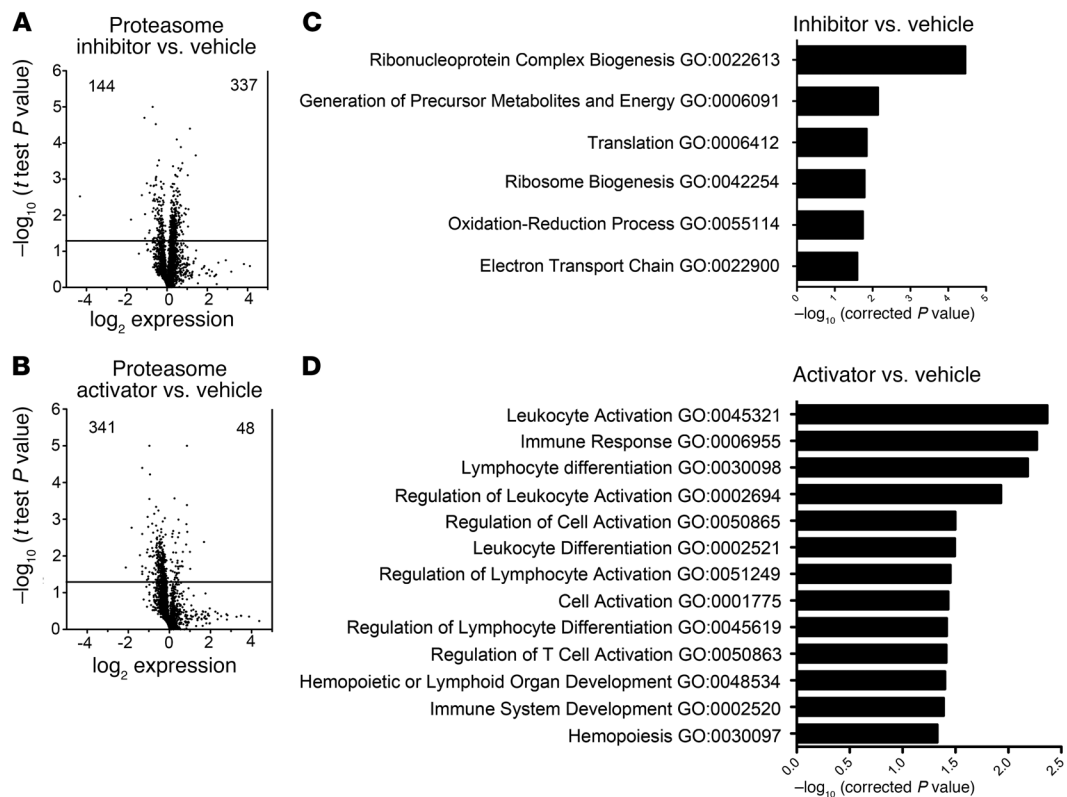 A
Proteasome
inhibitor vs. vehicle
144
337
6
5
4
3
2
1
0
–log10 (t test P value)
-4 -2 0 2 4
log2 expression
B
Proteasome
activator vs. vehicle
341
48
6
5
4
3
2
1
0
–log10 (t test P value)
-4 -2 0 2 4
log2 expression
C
Inhibitor vs. vehicle
Ribonucleoprotein Complex Biogenesis GO:0022613
Generation of Precursor Metabolites and Energy GO:0006091
Translation GO:0006412
Ribosome Biogenesis GO:0042254
Oxidation-Reduction Process GO:0055114
Electron Transport Chain GO:0022900
0 1 2 3 4 5
–log10 (corrected P value)
D
Activator vs. vehicle
Leukocyte Activation GO:0045321
Immune Response GO:0006955
Lymphocyte differentiation GO:0030098
Regulation of Leukocyte Activation GO:0002694
Regulation of Cell Activation GO:0050865
Leukocyte Differentiation GO:0002521
Regulation of Lymphocyte Activation GO:0051249
Cell Activation GO:0001775
Regulation of Lymphocyte Differentiation GO:0045619
Regulation of T Cell Activation GO:0050863
Hemopoietic or Lymphoid Organ Development GO:0048534
Immune System Development GO:0002520
Hemopoiesis GO:0030097
0.0 0.5 1.0 1.5 2.0 2.5
–log10 (corrected P value)